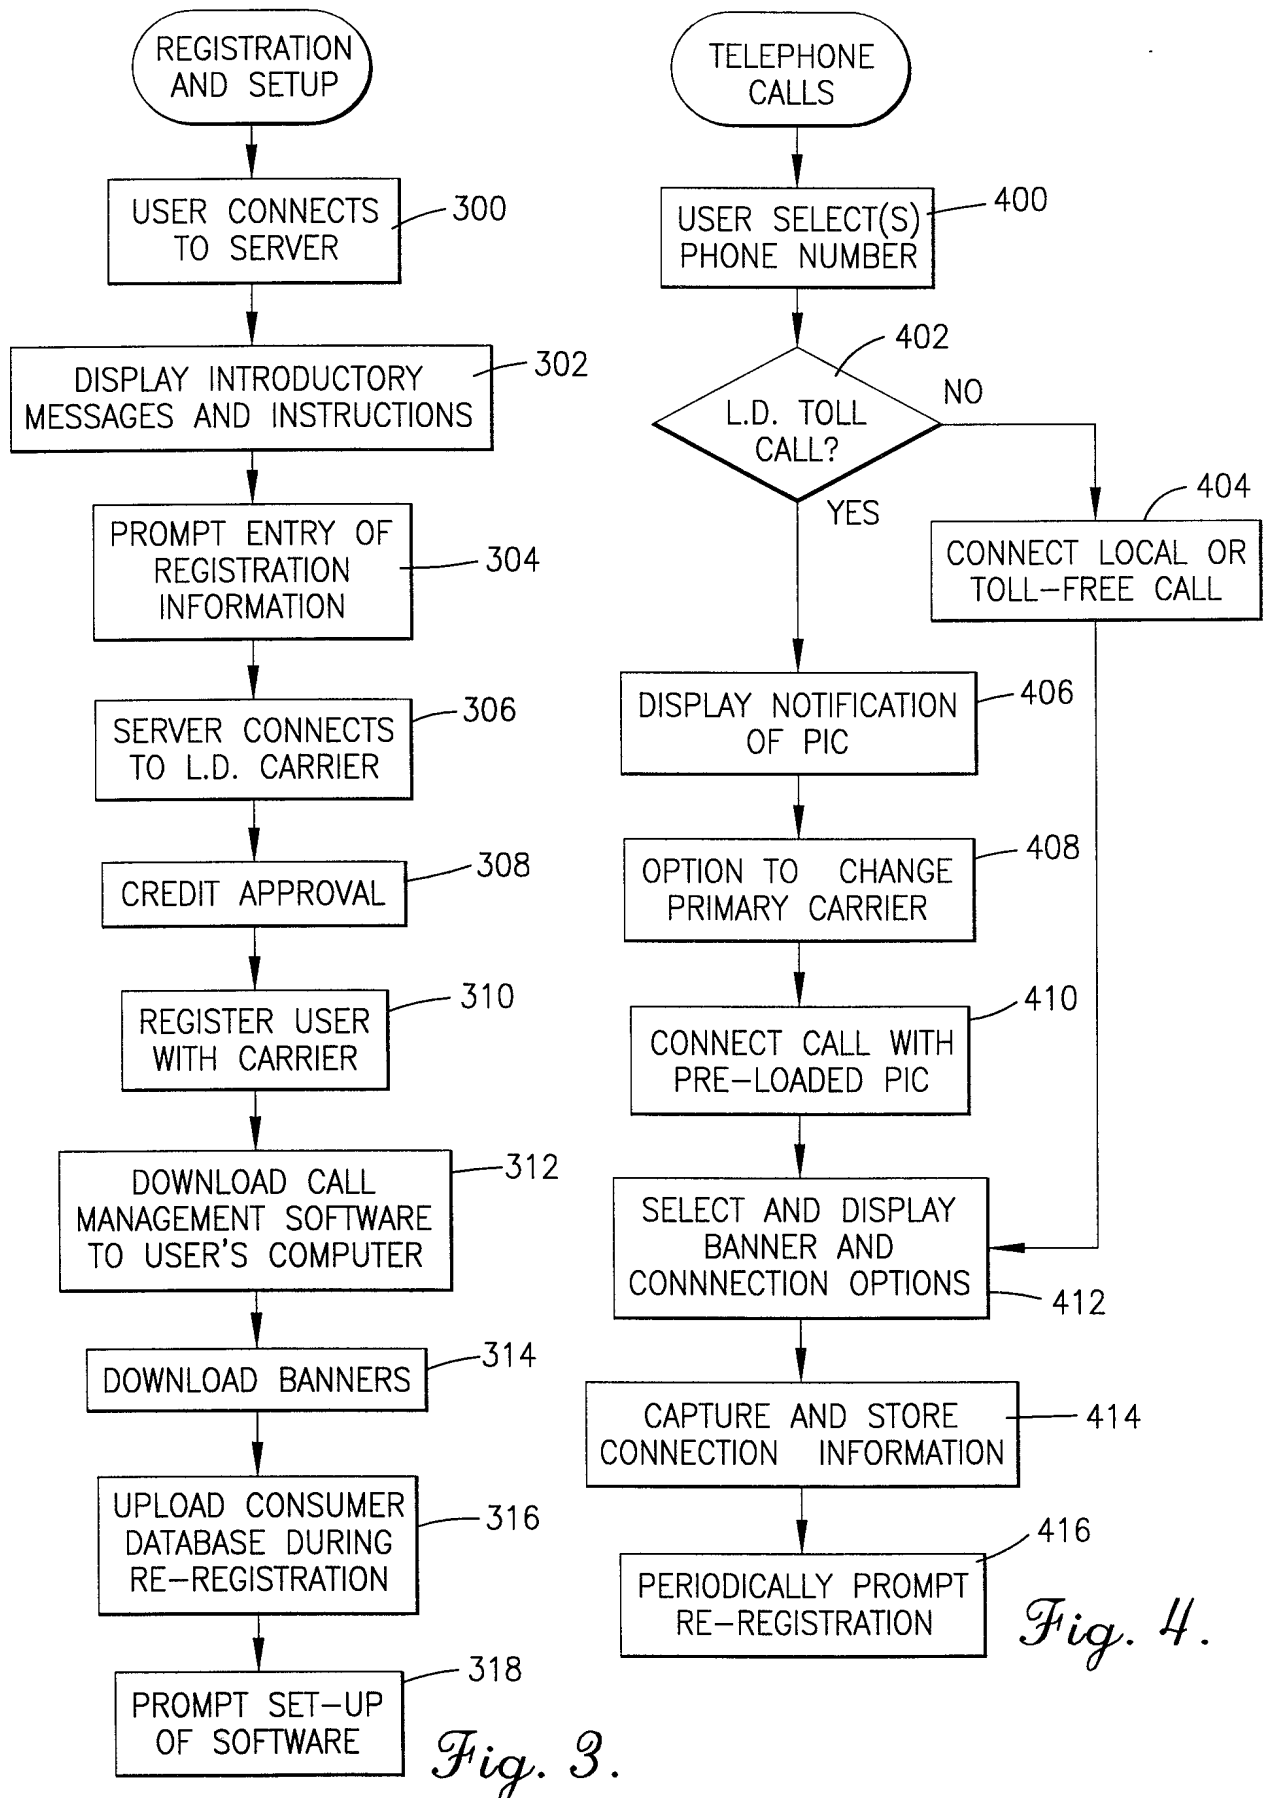 REGISTRATION
AND SETUP
USER CONNECTS
TO SERVER
300
DISPLAY INTRODUCTORY
MESSAGES AND INSTRUCTIONS
302
PROMPT ENTRY OF
REGISTRATION
INFORMATION
304
SERVER CONNECTS
TO L.D. CARRIER
306
CREDIT APPROVAL
308
REGISTER USER
WITH CARRIER
310
DOWNLOAD CALL
MANAGEMENT SOFTWARE
TO USER'S COMPUTER
312
DOWNLOAD BANNERS
314
UPLOAD CONSUMER
DATABASE DURING
RE-REGISTRATION
316
PROMPT SET-UP
OF SOFTWARE
318
Fig. 3.
TELEPHONE
CALLS
USER SELECT(S)
PHONE NUMBER
400
L.D. TOLL
CALL?
402
NO
YES
CONNECT LOCAL OR
TOLL-FREE CALL
404
DISPLAY NOTIFICATION
OF PIC
406
OPTION TO CHANGE
PRIMARY CARRIER
408
CONNECT CALL WITH
PRE-LOADED PIC
410
SELECT AND DISPLAY
BANNER AND
CONNNECTION OPTIONS
412
CAPTURE AND STORE
CONNECTION INFORMATION
414
PERIODICALLY PROMPT
RE-REGISTRATION
416
Fig. 4.